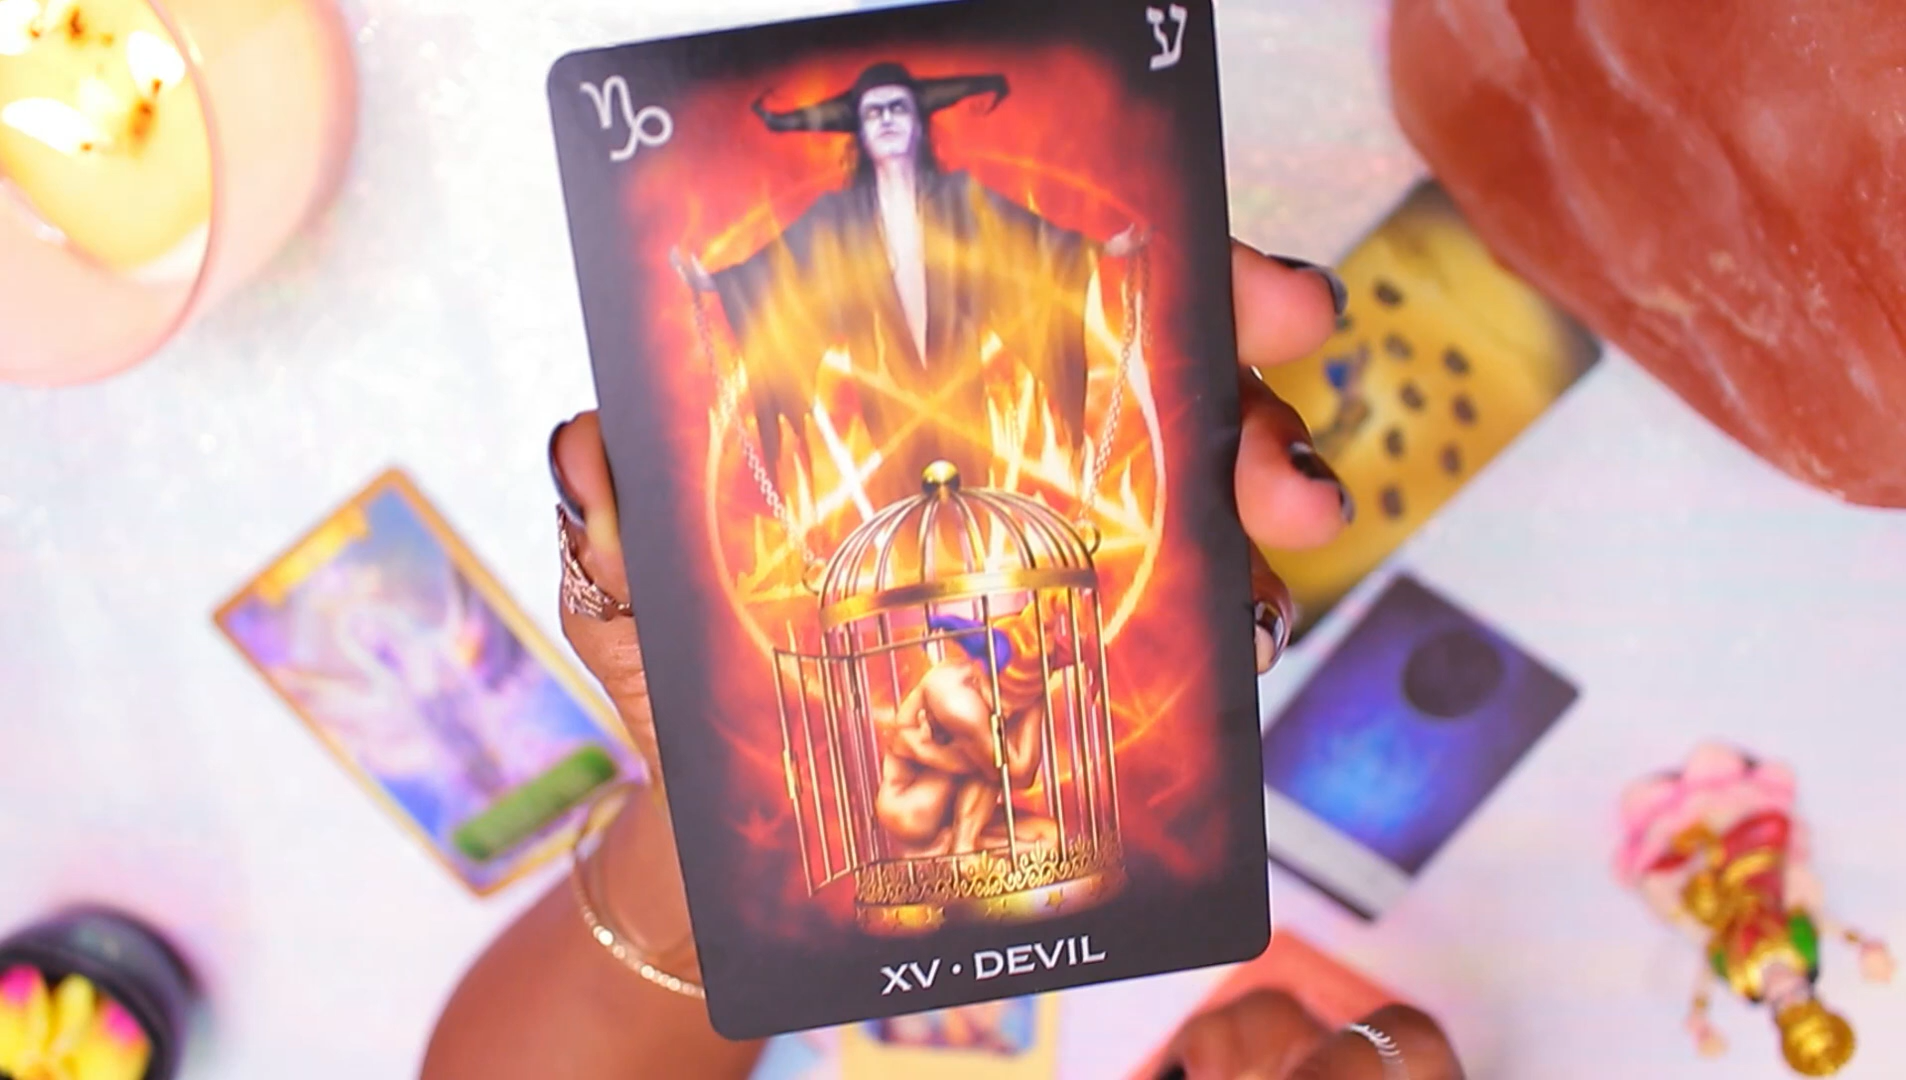 ♑ ע
XV · DEVIL